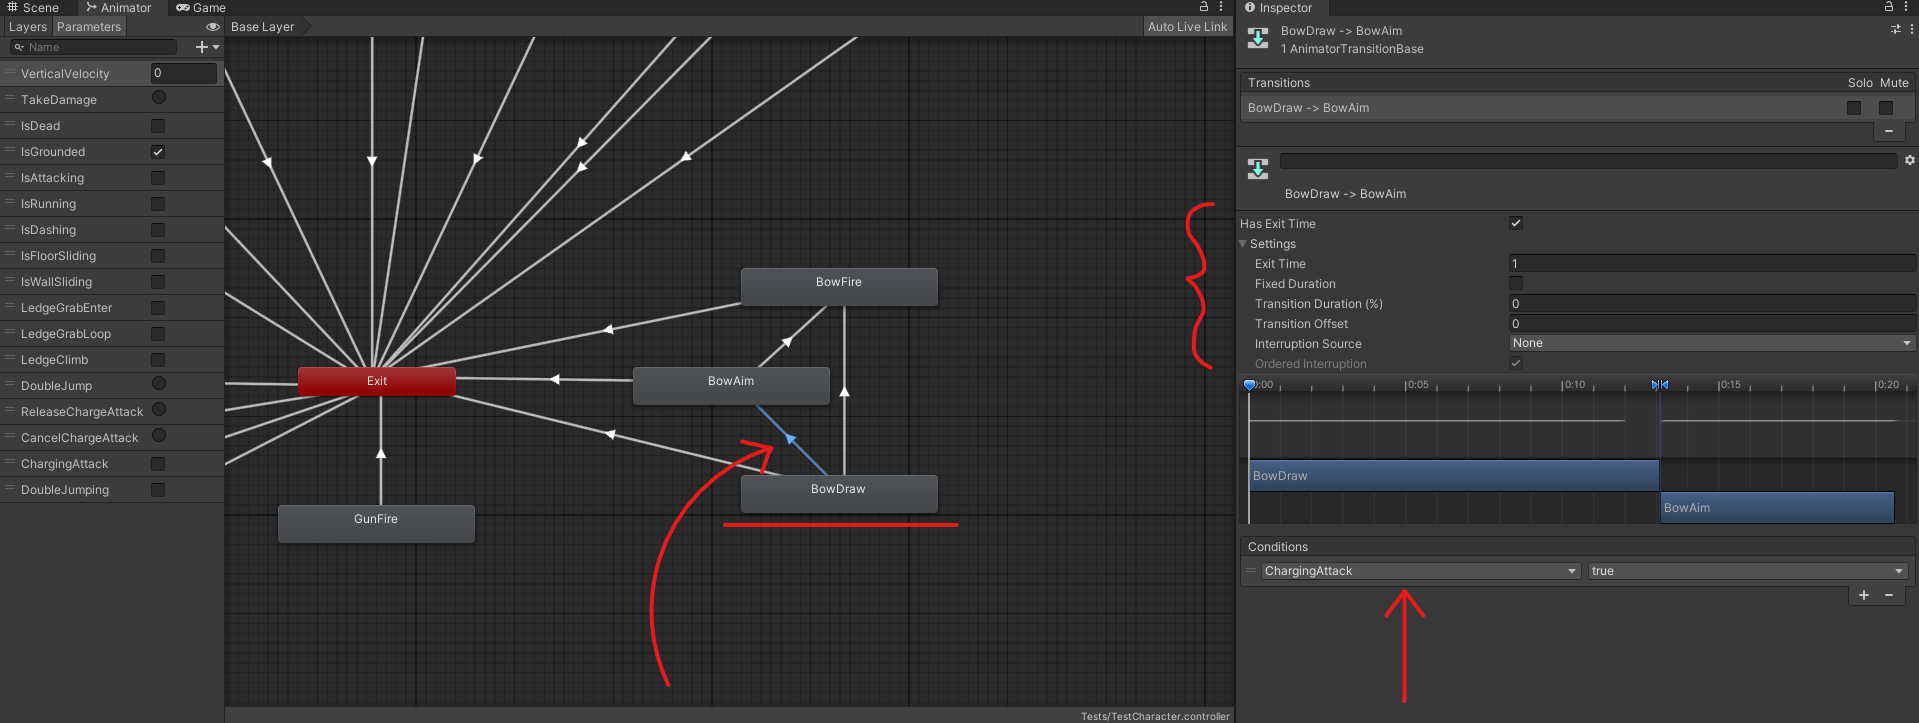 Scene
Animator
Game
Layers
Parameters
Base Layer
Auto Live Link
Name
VerticalVelocity
0
TakeDamage
IsDead
IsGrounded
IsAttacking
IsRunning
IsDashing
IsFloorSliding
IsWallSliding
LedgeGrabEnter
LedgeGrabLoop
LedgeClimb
DoubleJump
ReleaseChargeAttack
CancelChargeAttack
ChargingAttack
DoubleJumping
BowFire
Exit
BowAim
BowDraw
GunFire
Tests/TestCharacter.controller
Inspector
BowDraw -> BowAim
1 AnimatorTransitionBase
Transitions
Solo
Mute
BowDraw -> BowAim
BowDraw -> BowAim
Has Exit Time
Settings
Exit Time
1
Fixed Duration
Transition Duration (%)
0
Transition Offset
0
Interruption Source
None
Ordered Interruption
0:00
0:05
0:10
0:15
0:20
BowDraw
BowAim
Conditions
ChargingAttack
true